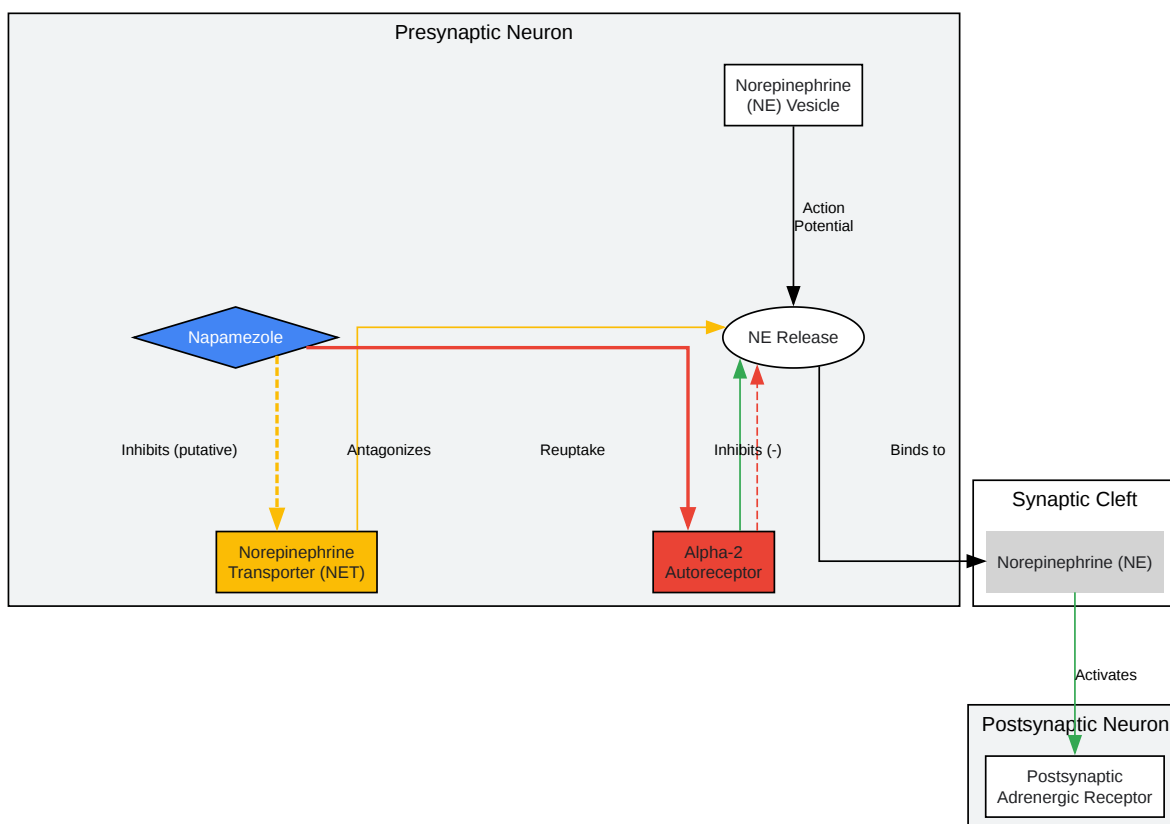 Presynaptic Neuron
Norepinephrine
(NE) Vesicle
Action
Potential
Napamezole
NE Release
Inhibits (putative)
Antagonizes
Reuptake
Inhibits (-)
Binds to
Norepinephrine
Transporter (NET)
Alpha-2
Autoreceptor
Synaptic Cleft
Norepinephrine (NE)
Activates
Postsynaptic Neuron
Postsynaptic
Adrenergic Receptor